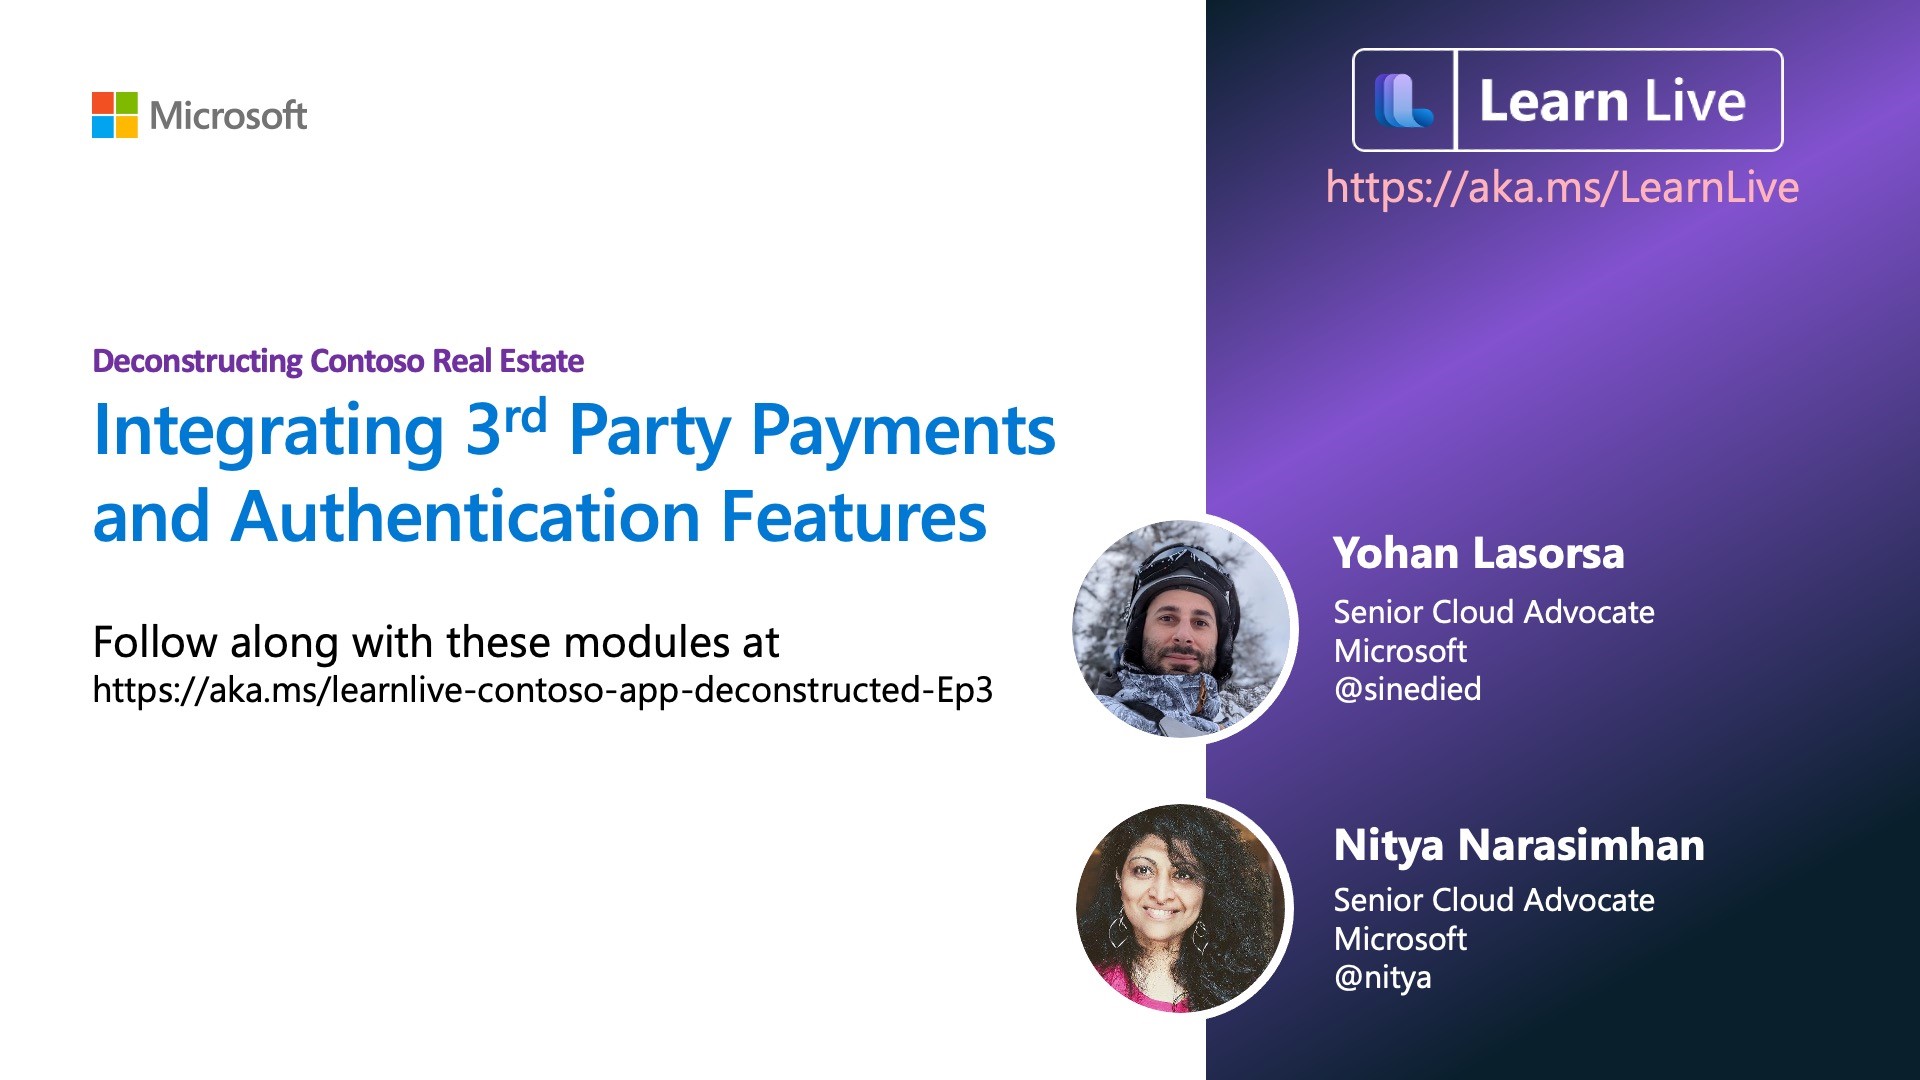 Microsoft
Learn Live
https://aka.ms/LearnLive
Deconstructing Contoso Real Estate
Integrating 3rd Party Payments
and Authentication Features
Follow along with these modules at
https://aka.ms/learnlive-contoso-app-deconstructed-Ep3
Yohan Lasorsa
Senior Cloud Advocate
Microsoft
@sinedied
Nitya Narasimhan
Senior Cloud Advocate
Microsoft
@nitya